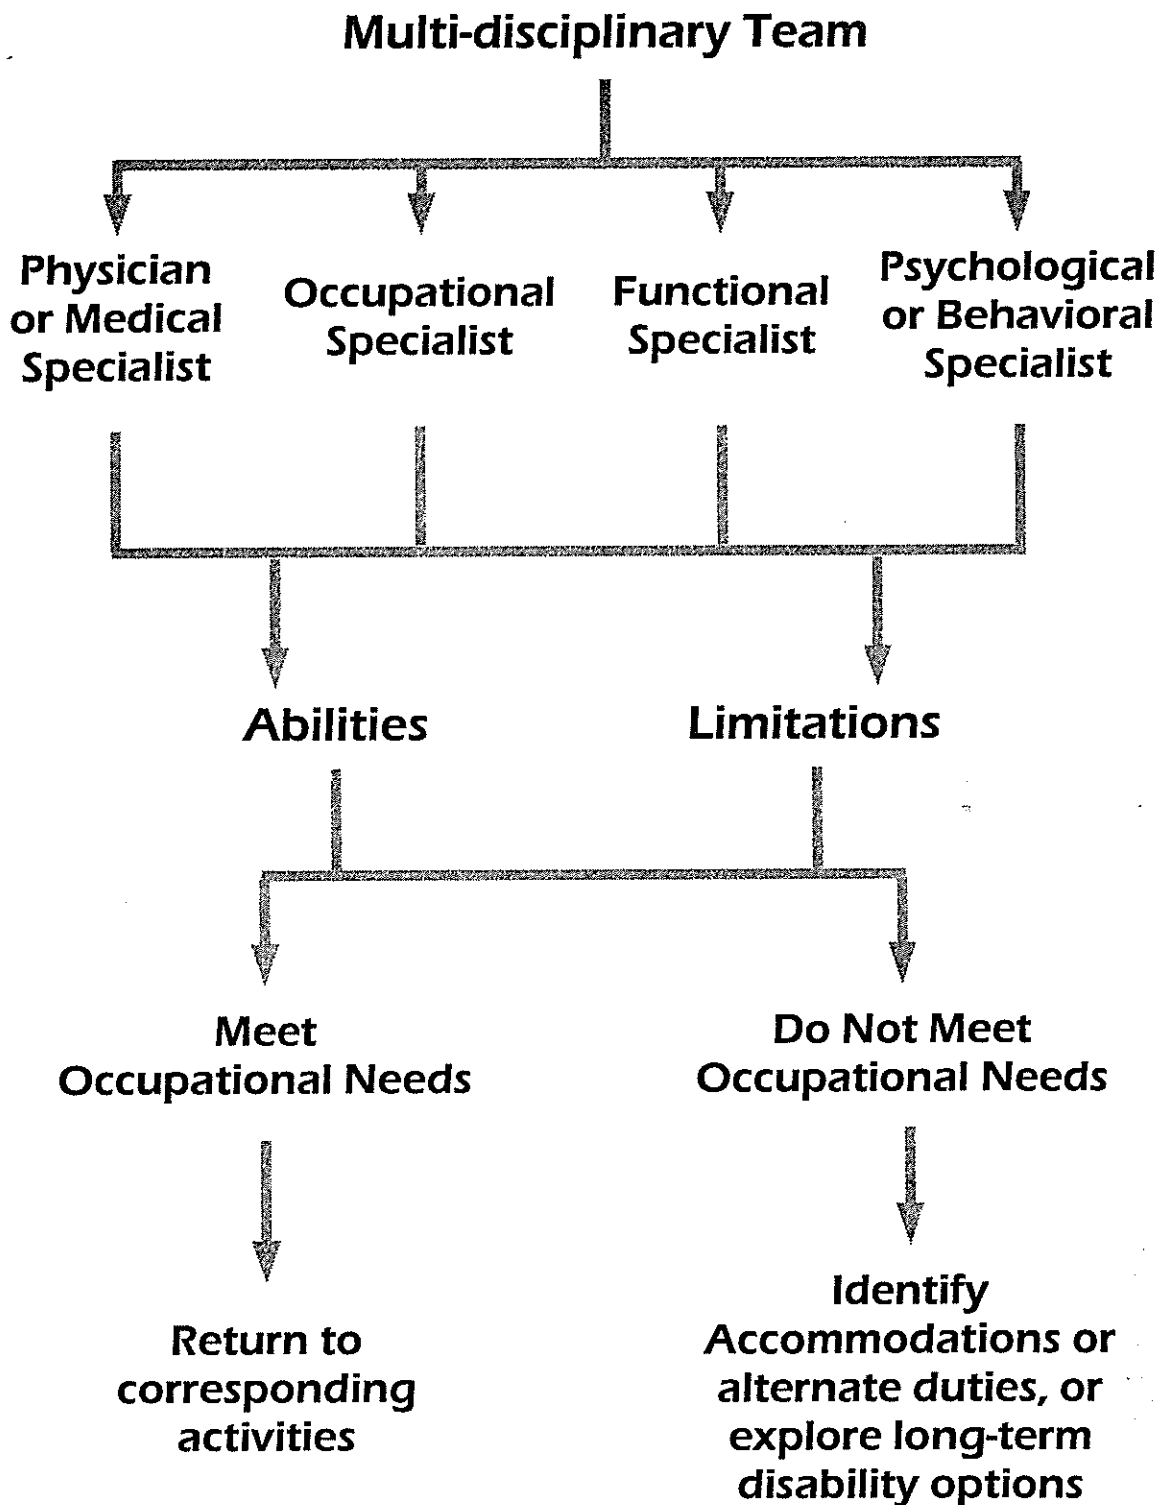 Multi-disciplinary Team
Physician
or Medical
Specialist
Occupational
Specialist
Functional
Specialist
Psychological
or Behavioral
Specialist
Abilities
Limitations
Meet
Occupational Needs
Do Not Meet
Occupational Needs
Return to
corresponding
activities
Identify
Accommodations or
alternate duties, or
explore long-term
disability options